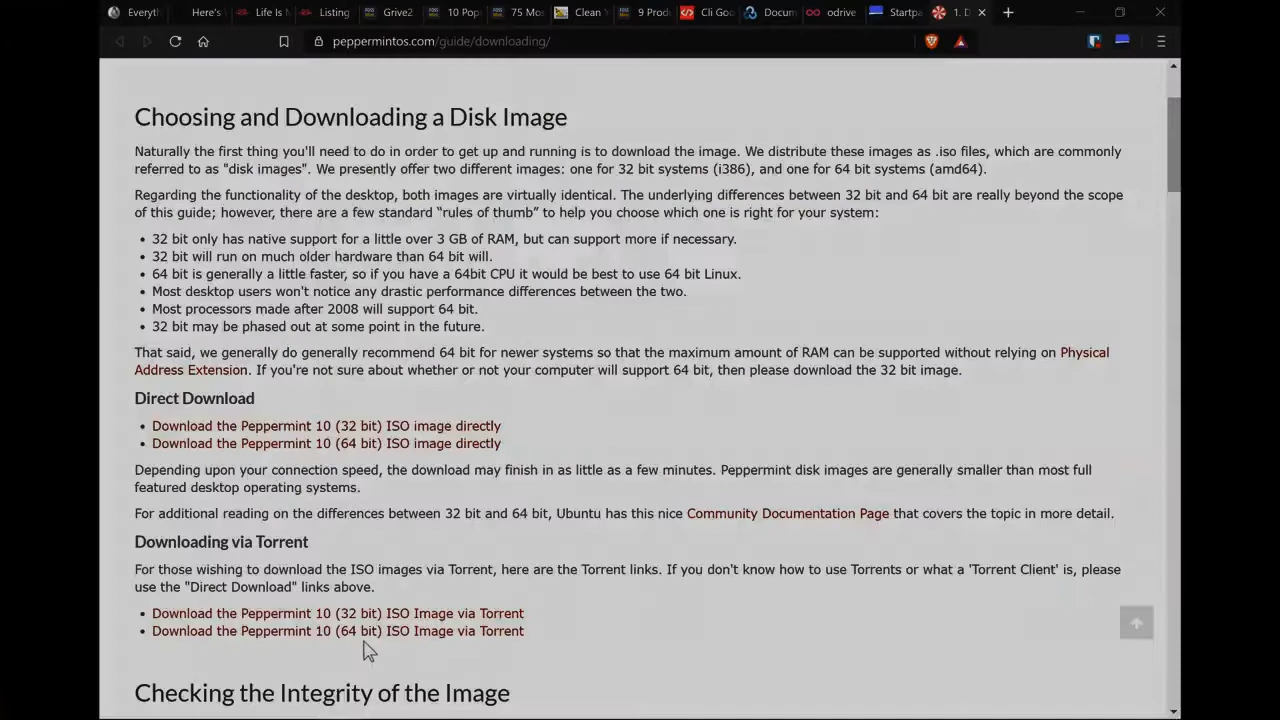 Everyt
Here's
Life Is
Listing
Grive2
10 Pop
75 Mos
Clean
9 Prod
Cli Go
Docum
odrive
Startpa
1. D
peppermintos.com/guide/downloading/
Choosing and Downloading a Disk Image
Naturally the first thing you'll need to do in order to get up and running is to download the image. We distribute these images as .iso files, which are commonly
referred to as "disk images". We presently offer two different images: one for 32 bit systems (i386), and one for 64 bit systems (amd64).
Regarding the functionality of the desktop, both images are virtually identical. The underlying differences between 32 bit and 64 bit are really beyond the scope
of this guide; however, there are a few standard “rules of thumb” to help you choose which one is right for your system:
• 32 bit only has native support for a little over 3 GB of RAM, but can support more if necessary.
• 32 bit will run on much older hardware than 64 bit will.
• 64 bit is generally a little faster, so if you have a 64bit CPU it would be best to use 64 bit Linux.
• Most desktop users won't notice any drastic performance differences between the two.
• Most processors made after 2008 will support 64 bit.
• 32 bit may be phased out at some point in the future.
That said, we generally do generally recommend 64 bit for newer systems so that the maximum amount of RAM can be supported without relying on Physical
Address Extension. If you're not sure about whether or not your computer will support 64 bit, then please download the 32 bit image.
Direct Download
• Download the Peppermint 10 (32 bit) ISO image directly
• Download the Peppermint 10 (64 bit) ISO image directly
Depending upon your connection speed, the download may finish in as little as a few minutes. Peppermint disk images are generally smaller than most full
featured desktop operating systems.
For additional reading on the differences between 32 bit and 64 bit, Ubuntu has this nice Community Documentation Page that covers the topic in more detail.
Downloading via Torrent
For those wishing to download the ISO images via Torrent, here are the Torrent links. If you don't know how to use Torrents or what a 'Torrent Client' is, please
use the "Direct Download" links above.
• Download the Peppermint 10 (32 bit) ISO Image via Torrent
• Download the Peppermint 10 (64 bit) ISO Image via Torrent
Checking the Integrity of the Image